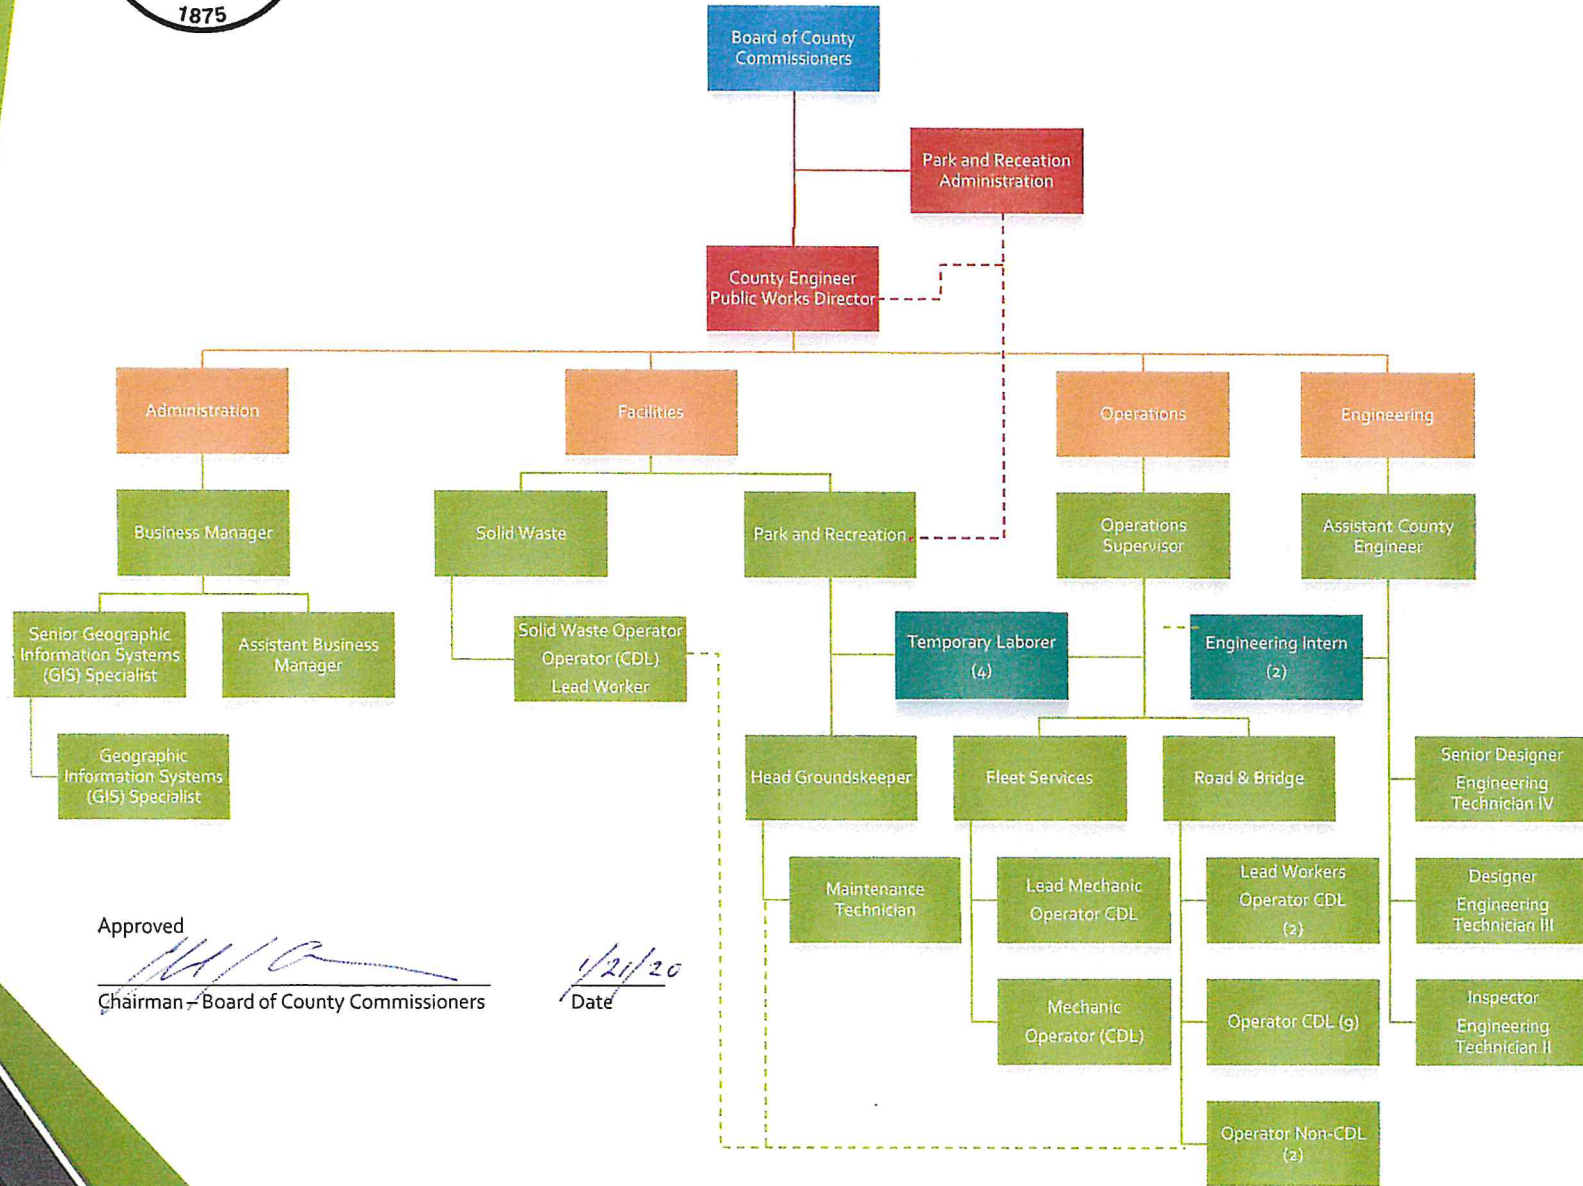 1875
Board of County
Commissioners
Park and Receation
Administration
County Engineer
Public Works Director
Administration
Facilities
Operations
Engineering
Business Manager
Solid Waste
Park and Recreation
Operations
Supervisor
Assistant County
Engineer
Senior Geographic
Information Systems
(GIS) Specialist
Assistant Business
Manager
Solid Waste Operator
Operator (CDL)
Lead Worker
Temporary Laborer
(4)
Engineering Intern
(2)
Geographic
Information Systems
(GIS) Specialist
Head Groundskeeper
Fleet Services
Road & Bridge
Senior Designer
Engineering
Technician IV
Maintenance
Technician
Lead Mechanic
Operator CDL
Lead Workers
Operator CDL
(2)
Designer
Engineering
Technician III
Mechanic
Operator (CDL)
Operator CDL (9)
Inspector
Engineering
Technician II
Operator Non-CDL
(2)
Approved
1/21/20
Chairman – Board of County Commissioners
Date